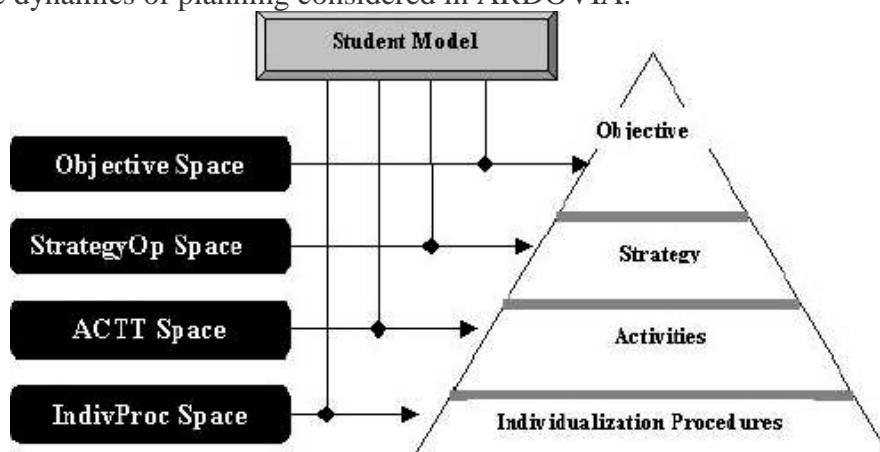 dynamics of planning considered in ARDOVIA.
Student Model
Objective
Objective Space
StrategyOp Space
Strategy
ACTT Space
Activities
IndivProc Space
Individualization Procedures